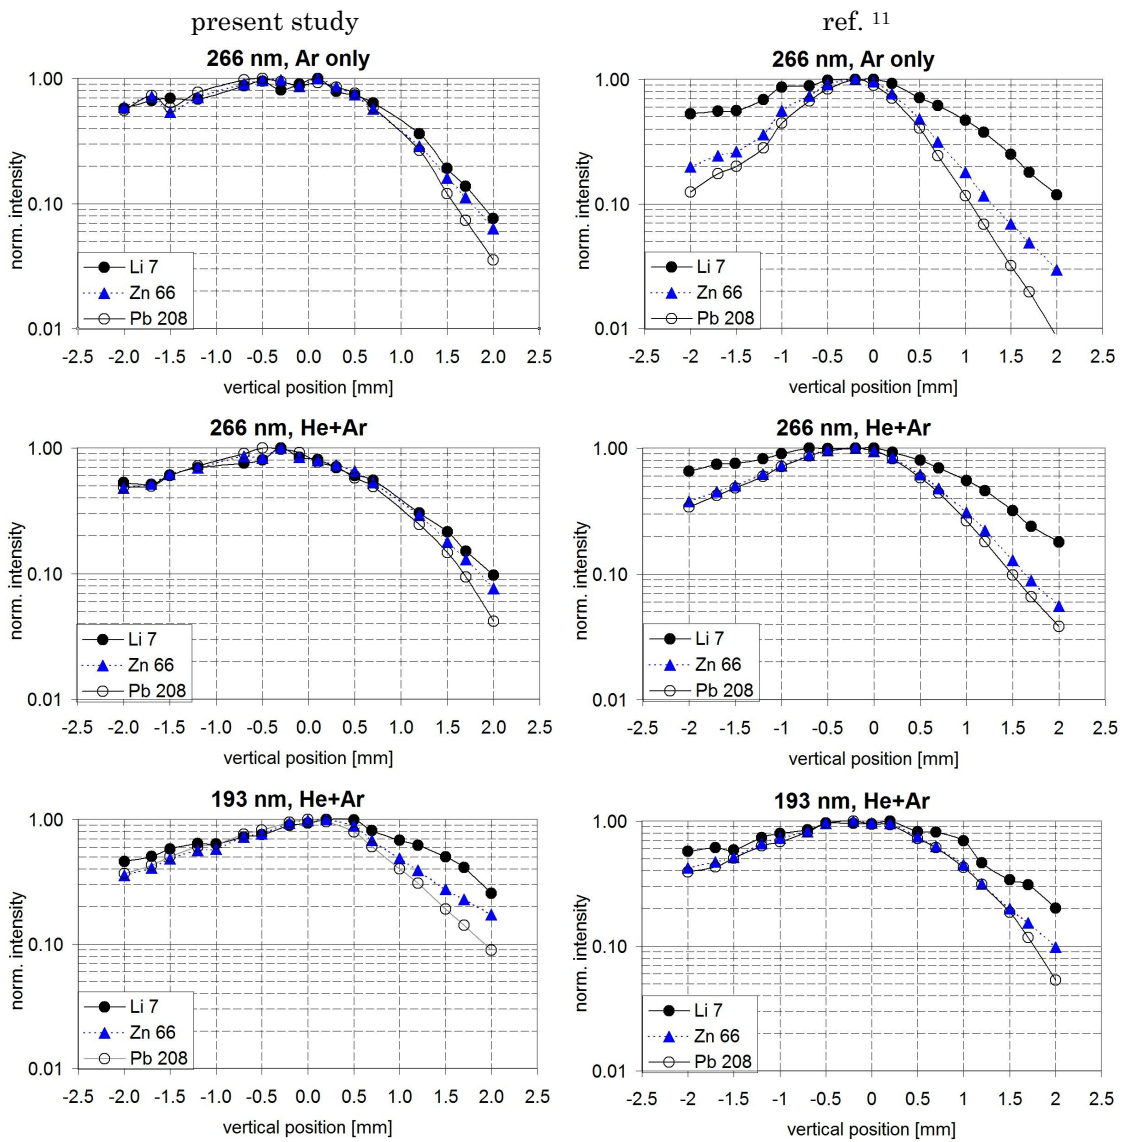 present study
ref. 11
266 nm, Ar only
norm. intensity
1.00
0.10
0.01
Li 7
Zn 66
Pb 208
-2.5 -2.0 -1.5 -1.0 -0.5 0.0 0.5 1.0 1.5 2.0 2.5
vertical position [mm]
266 nm, Ar only
norm. intensity
1.00
0.10
0.01
Li 7
Zn 66
Pb 208
-2.5 -2 -1.5 -1 -0.5 0 0.5 1 1.5 2 2.5
vertical position [mm]
266 nm, He+Ar
norm. intensity
1.00
0.10
0.01
Li 7
Zn 66
Pb 208
-2.5 -2.0 -1.5 -1.0 -0.5 0.0 0.5 1.0 1.5 2.0 2.5
vertical position [mm]
266 nm, He+Ar
norm. intensity
1.00
0.10
0.01
Li 7
Zn 66
Pb 208
-2.5 -2 -1.5 -1 -0.5 0 0.5 1 1.5 2 2.5
vertical position [mm]
193 nm, He+Ar
norm. intensity
1.00
0.10
0.01
Li 7
Zn 66
Pb 208
-2.5 -2.0 -1.5 -1.0 -0.5 0.0 0.5 1.0 1.5 2.0 2.5
vertical position [mm]
193 nm, He+Ar
norm. intensity
1.00
0.10
0.01
Li 7
Zn 66
Pb 208
-2.5 -2 -1.5 -1 -0.5 0 0.5 1 1.5 2 2.5
vertical position [mm]